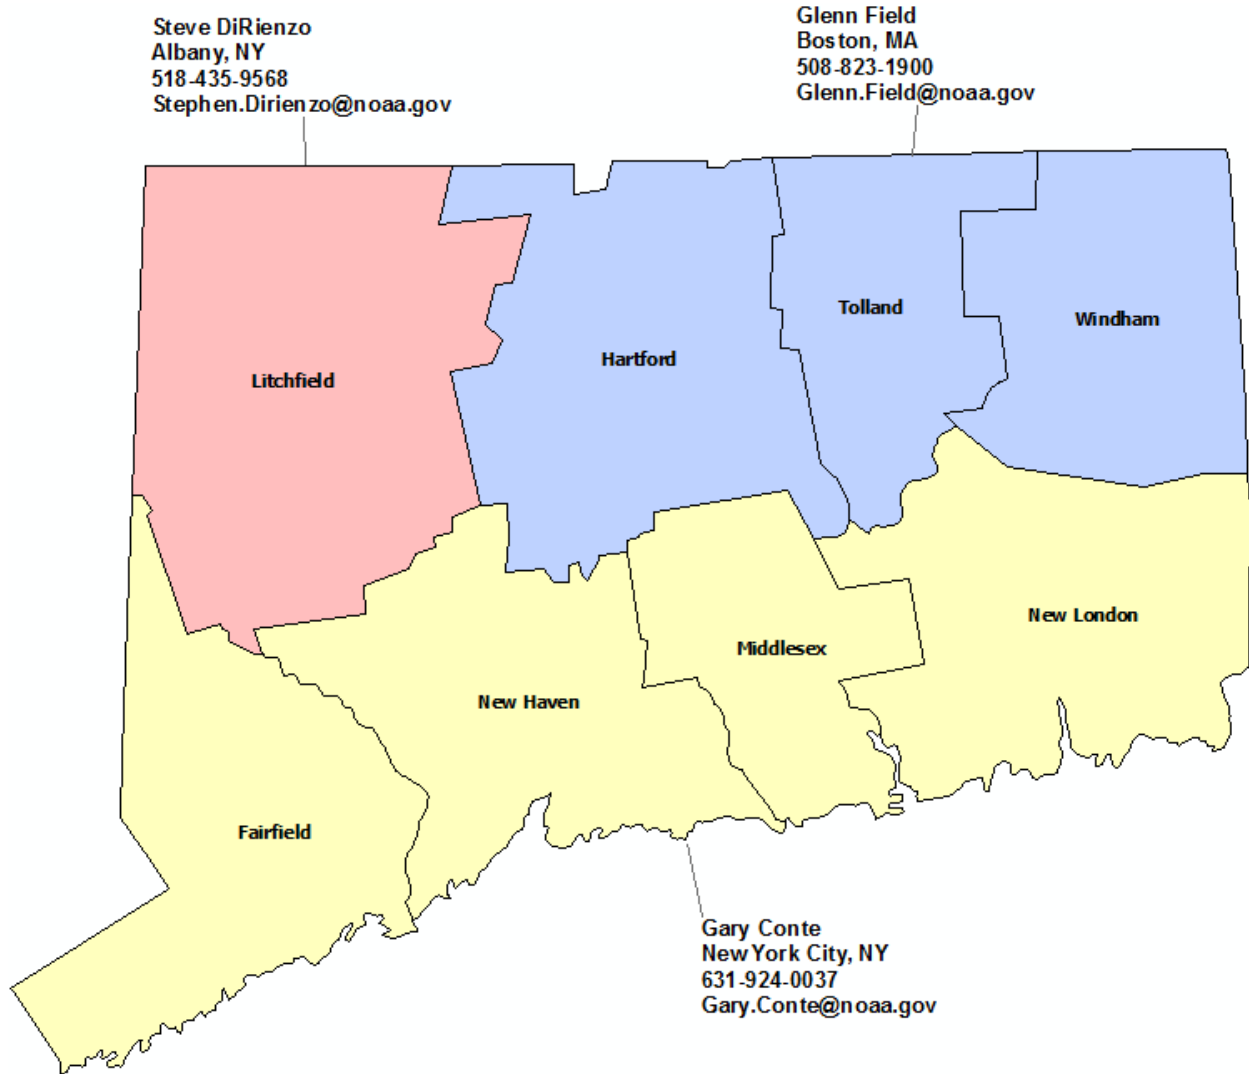 Steve DiRienzo
Albany, NY
518-435-9568
Stephen.Dirienzo@noaa.gov
Glenn Field
Boston, MA
508-823-1900
Glenn.Field@noaa.gov
Tolland
Windham
Hartford
Litchfield
New London
Middlesex
New Haven
Fairfield
Gary Conte
New York City, NY
631-924-0037
Gary.Conte@noaa.gov